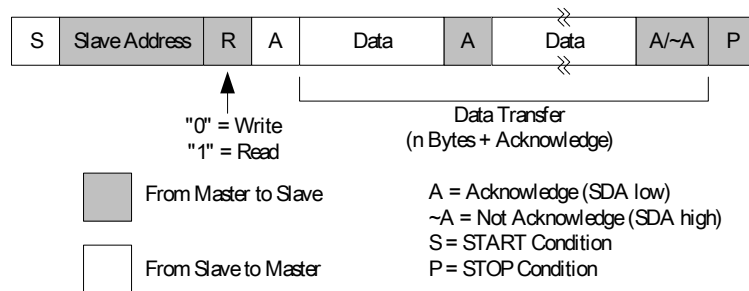 S Slave Address R A Data A Data A/~A P
"0" = Write
"1" = Read
Data Transfer
(n Bytes + Acknowledge)
From Master to Slave
From Slave to Master
A = Acknowledge (SDA low)
~A = Not Acknowledge (SDA high)
S = START Condition
P = STOP Condition